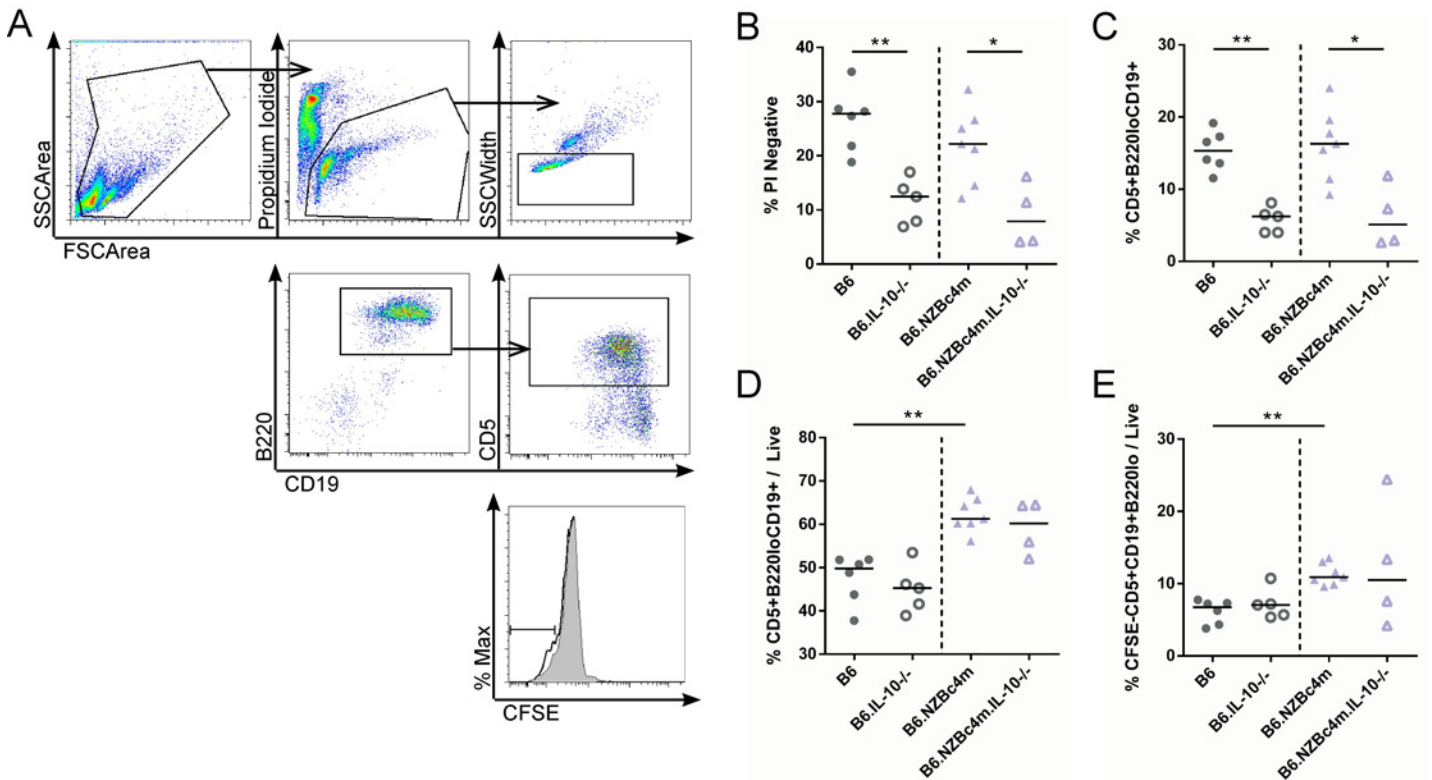 A
SSCArea
FSCArea
Propidium Iodide
SSCWidth
B220
CD19
CD5
% Max
CFSE
B
% PI Negative
40
30
20
10
0
**
*
B6
B6.IL-10-/-
B6.NZBc4m
B6.NZBc4m.IL-10-/-
C
% CD5+B220loCD19+
30
20
10
0
**
*
B6
B6.IL-10-/-
B6.NZBc4m
B6.NZBc4m.IL-10-/-
D
% CD5+B220loCD19+ / Live
80
70
60
50
40
30
**
B6
B6.IL-10-/-
B6.NZBc4m
B6.NZBc4m.IL-10-/-
E
% CFSE-CD5+CD19+B220lo / Live
30
20
10
0
**
B6
B6.IL-10-/-
B6.NZBc4m
B6.NZBc4m.IL-10-/-